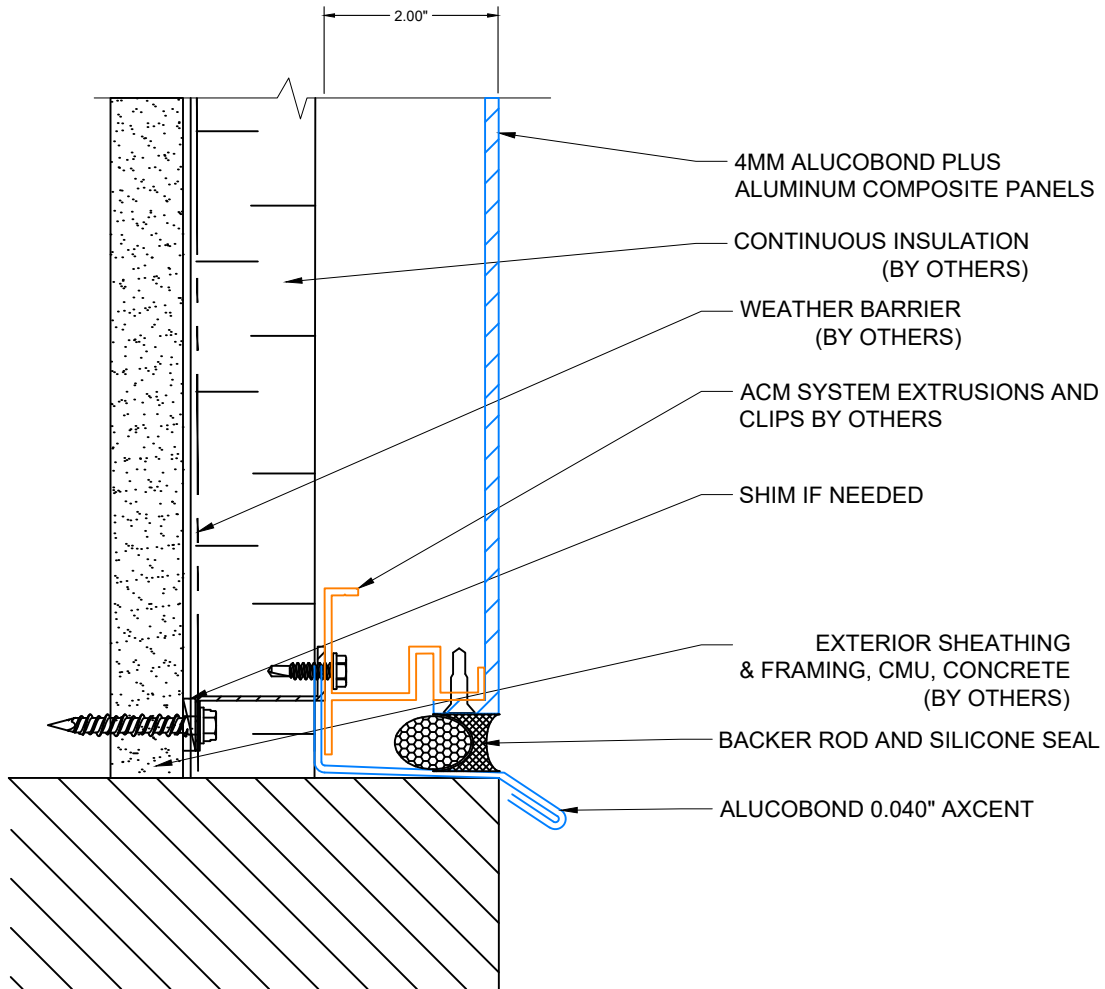 2.00"
4MM ALUCOBOND PLUS
ALUMINUM COMPOSITE PANELS
CONTINUOUS INSULATION
(BY OTHERS)
WEATHER BARRIER
(BY OTHERS)
ACM SYSTEM EXTRUSIONS AND
CLIPS BY OTHERS
SHIM IF NEEDED
EXTERIOR SHEATHING
& FRAMING, CMU, CONCRETE
(BY OTHERS)
BACKER ROD AND SILICONE SEAL
ALUCOBOND 0.040" AXCENT